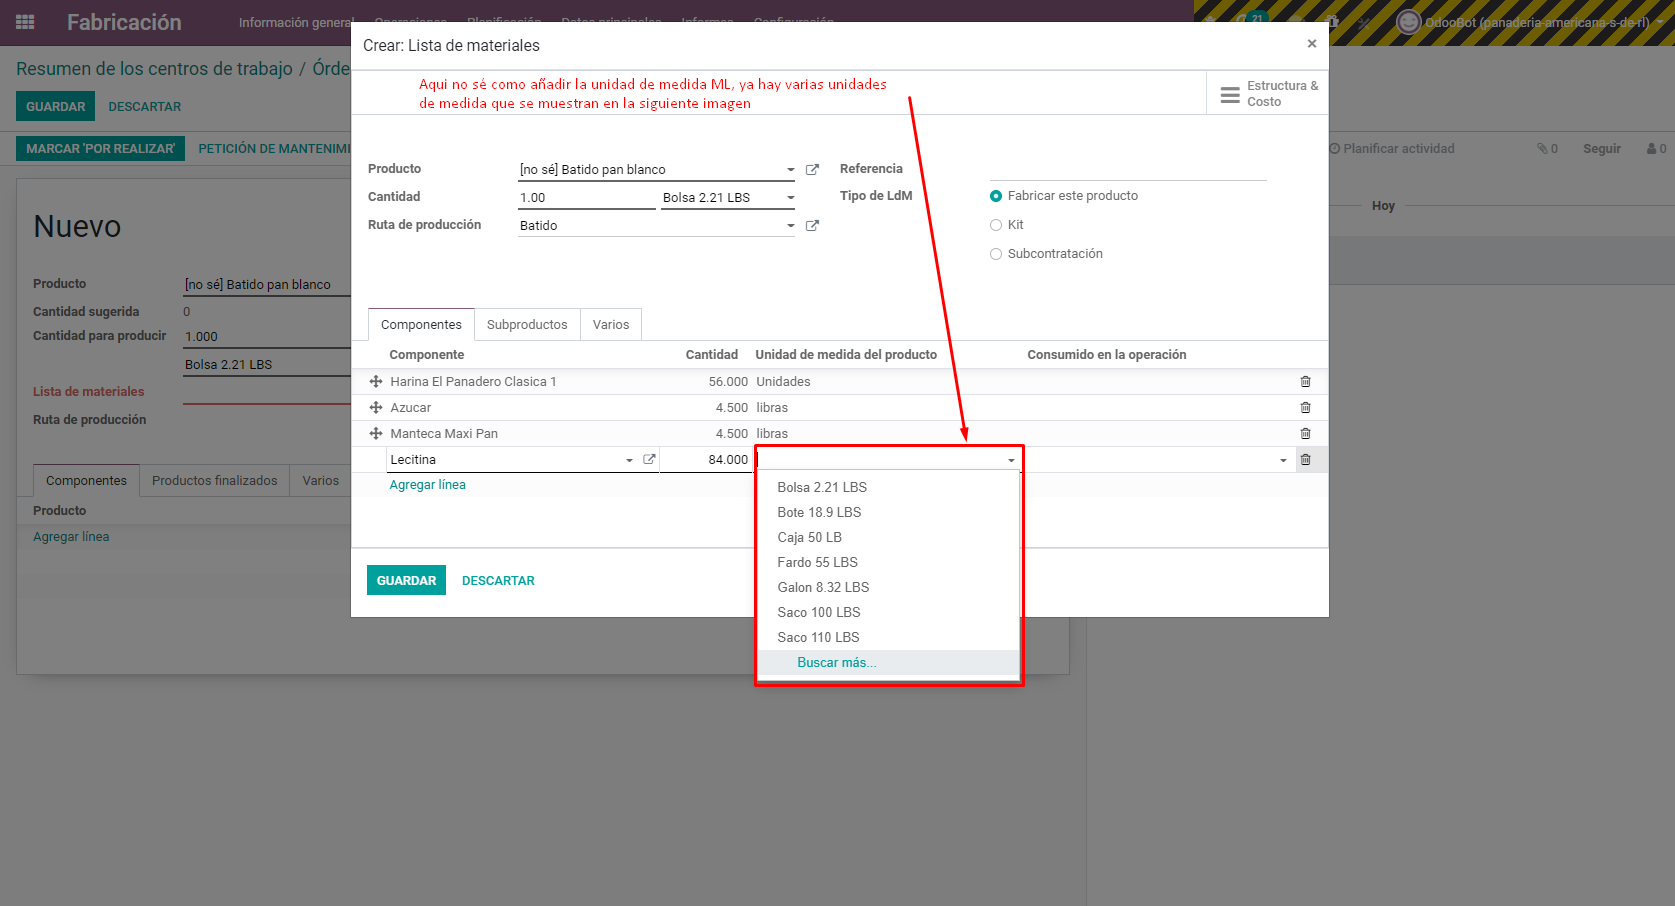 Fabricación
Información general
Operaciones
Planificación
Datos principales
Informes
Configuración
21
OdooBot (panaderia-americana-s-de-rl)
Crear: Lista de materiales
×
Resumen de los centros de trabajo / Órde
Aqui no sé como añadir la unidad de medida ML, ya hay varias unidades
de medida que se muestran en la siguiente imagen
Estructura &
Costo
GUARDAR
DESCARTAR
MARCAR 'POR REALIZAR'
PETICIÓN DE MANTENIMI
Planificar actividad
0
Seguir
0
Producto
[no sé] Batido pan blanco
Referencia
Cantidad
1.00
Bolsa 2.21 LBS
Tipo de LdM
Fabricar este producto
Ruta de producción
Batido
Kit
Subcontratación
Hoy
Nuevo
Producto
[no sé] Batido pan blanco
Cantidad sugerida
0
Cantidad para producir
1.000
Bolsa 2.21 LBS
Lista de materiales
Ruta de producción
Componentes
Productos finalizados
Varios
Producto
Agregar línea
Componentes
Subproductos
Varios
Componente
Cantidad
Unidad de medida del producto
Consumido en la operación
Harina El Panadero Clasica 1
56.000
Unidades
Azucar
4.500
libras
Manteca Maxi Pan
4.500
libras
Lecitina
84.000
Agregar línea
Bolsa 2.21 LBS
Bote 18.9 LBS
Caja 50 LB
Fardo 55 LBS
Galon 8.32 LBS
Saco 100 LBS
Saco 110 LBS
Buscar más...
GUARDAR
DESCARTAR